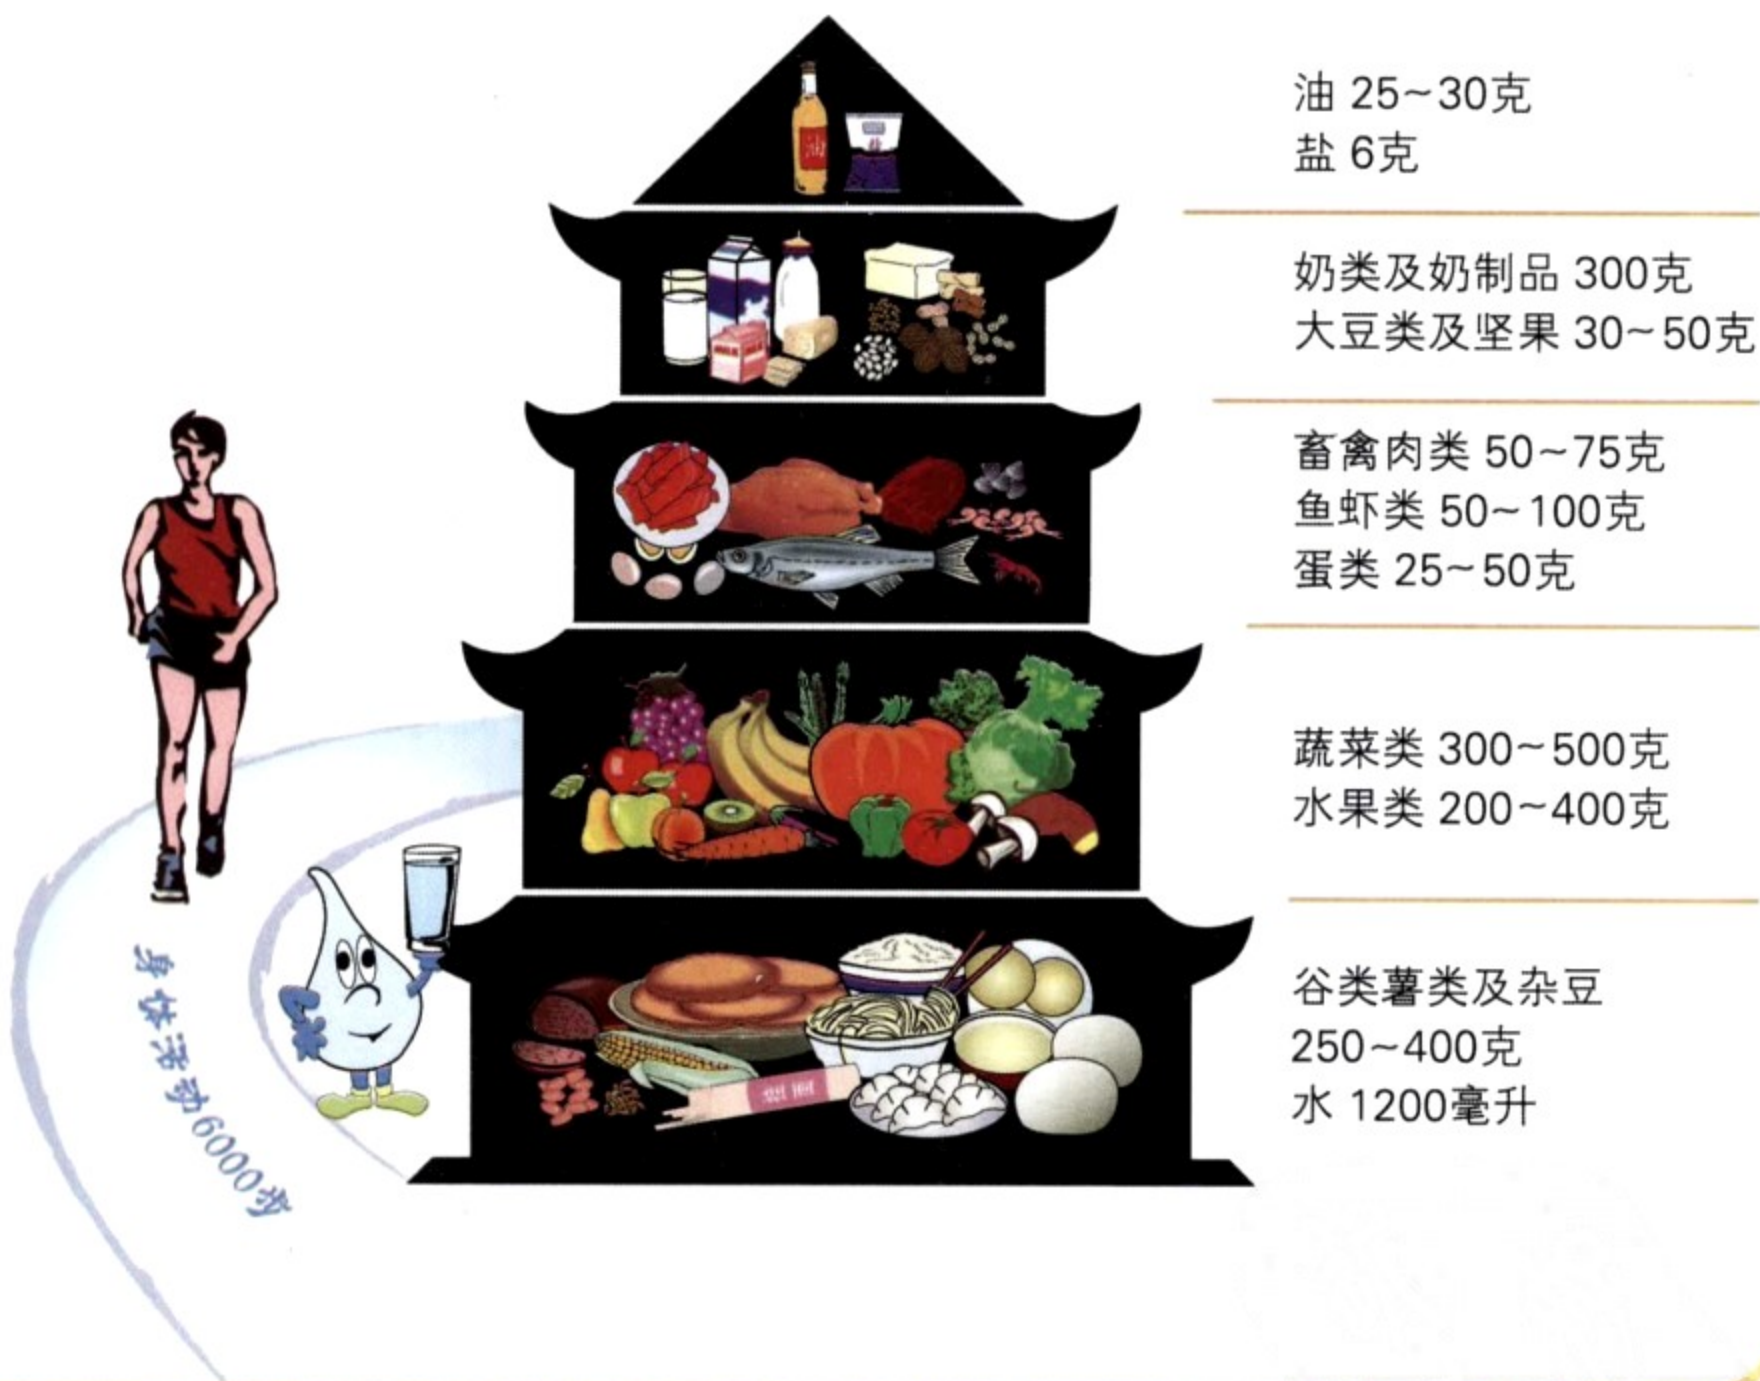 油 25~30克
盐 6克
奶类及奶制品 300克
大豆类及坚果 30~50克
畜禽肉类 50~75克
鱼虾类 50~100克
蛋类 25~50克
蔬菜类 300~500克
水果类 200~400克
谷类薯类及杂豆
250~400克
水 1200毫升
身体活动6000步
油
盐